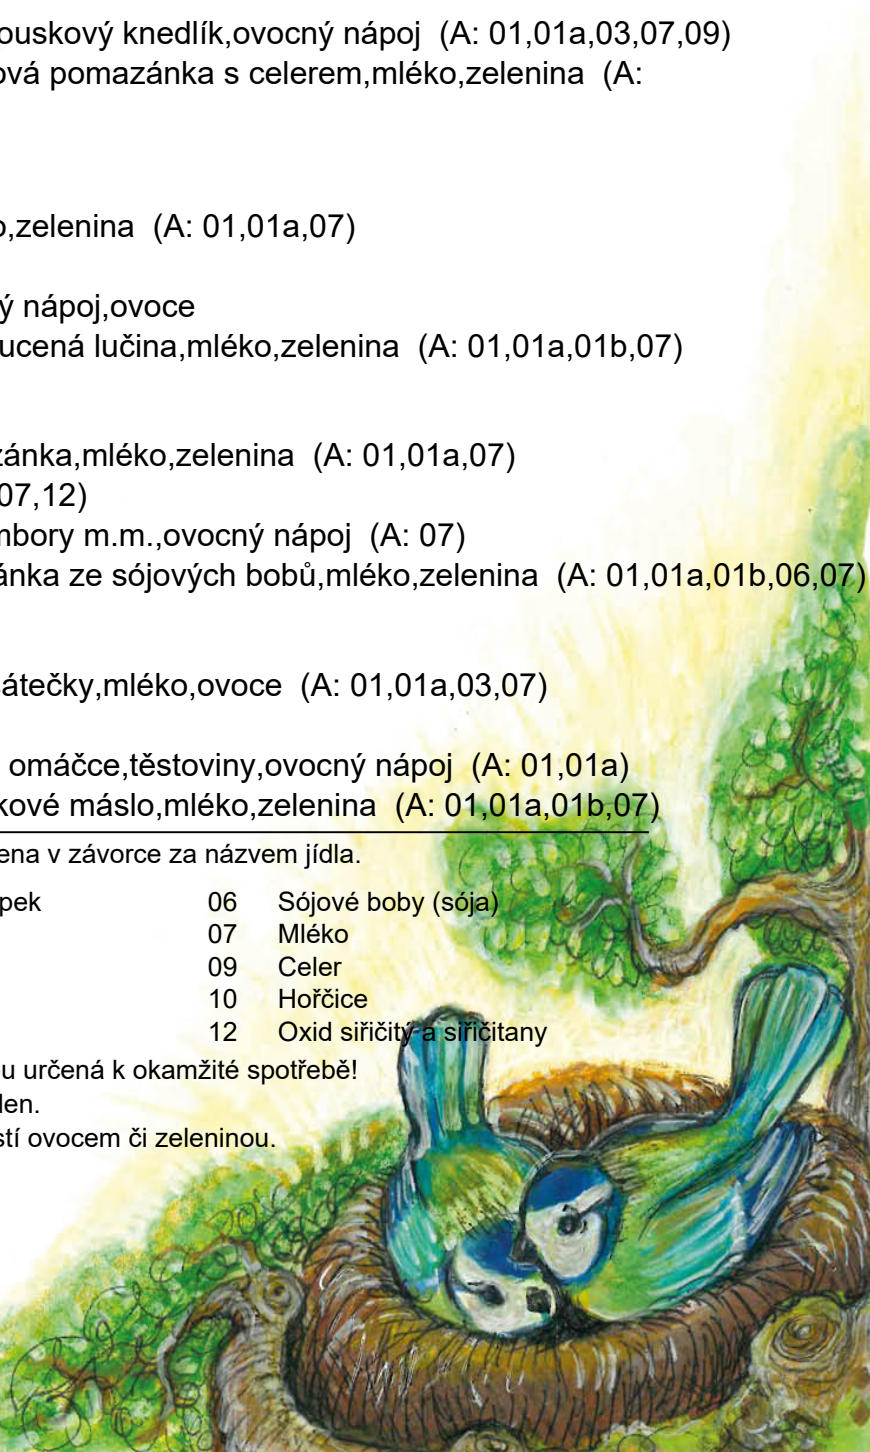 ouskový knedlík,ovocný nápoj (A: 01,01a,03,07,09)
ová pomazánka s celerem,mléko,zelenina (A:
o,zelenina (A: 01,01a,07)
ý nápoj,ovoce
ucená lučina,mléko,zelenina (A: 01,01a,01b,07)
zánka,mléko,zelenina (A: 01,01a,07)
07,12)
mbory m.m.,ovocný nápoj (A: 07)
ánka ze sójových bobů,mléko,zelenina (A: 01,01a,01b,06,07)
átečky,mléko,ovoce (A: 01,01a,03,07)
omáčce,těstoviny,ovocný nápoj (A: 01,01a)
kové máslo,mléko,zelenina (A: 01,01a,01b,07)
ena v závorce za názvem jídla.
pek 06 Sójové boby (sója)
07 Mléko
09 Celer
10 Hořčice
12 Oxid siřičitý a siřičitany
ou určená k okamžité spotřebě!
den.
stí ovocem či zeleninou.